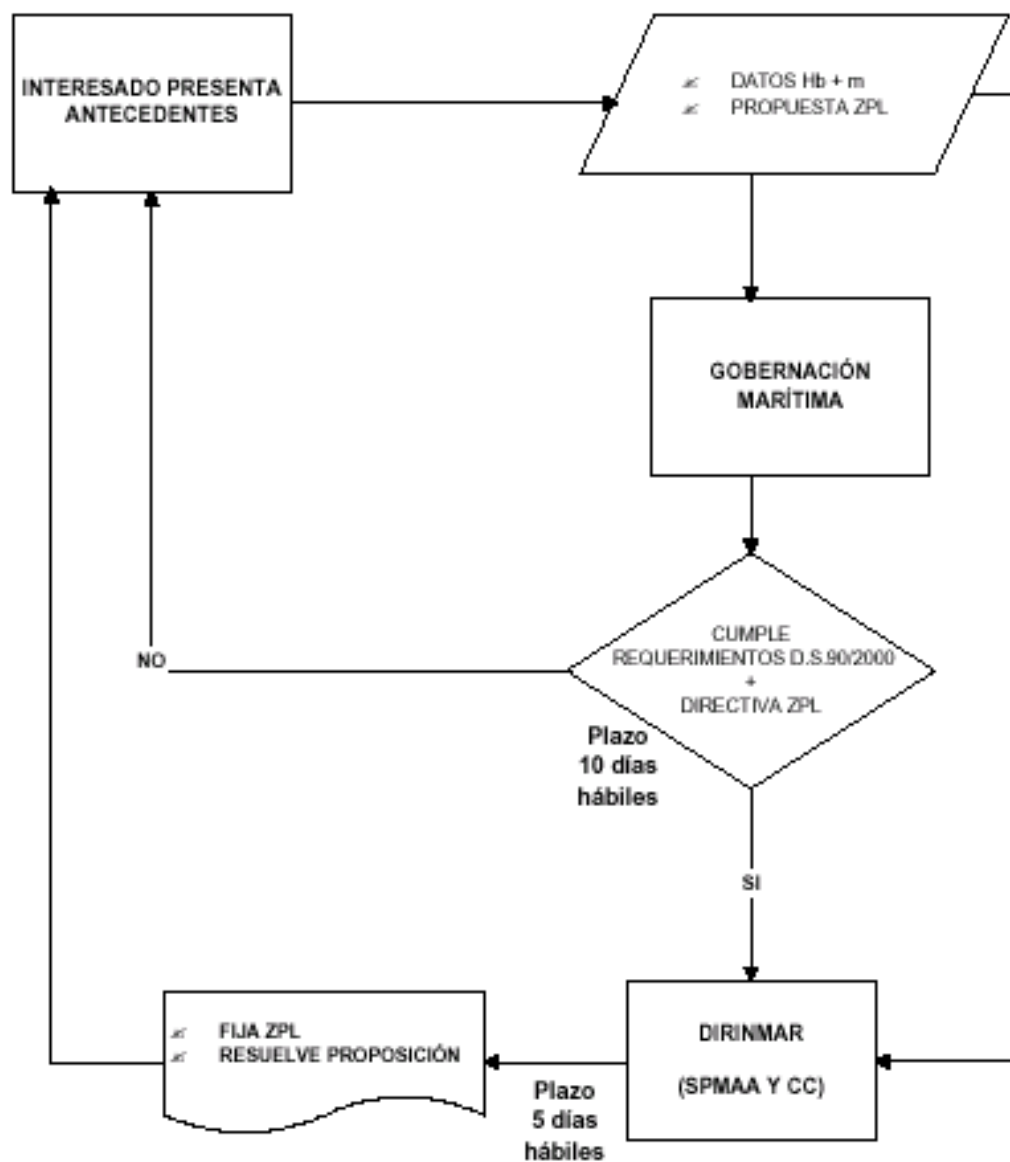 INTERESADO PRESENTA
ANTECEDENTES
DATOS Hb + m
PROPUESTA ZPL
GOBERNACIÓN
MARÍTIMA
CUMPLE
REQUERIMIENTOS D.S.90/2000
+
DIRECTIVA ZPL
NO
Plazo
10 días
hábiles
SI
FIJA ZPL
RESUELVE PROPOSICIÓN
DIRINMAR
(SPMAA Y CC)
Plazo
5 días
hábiles